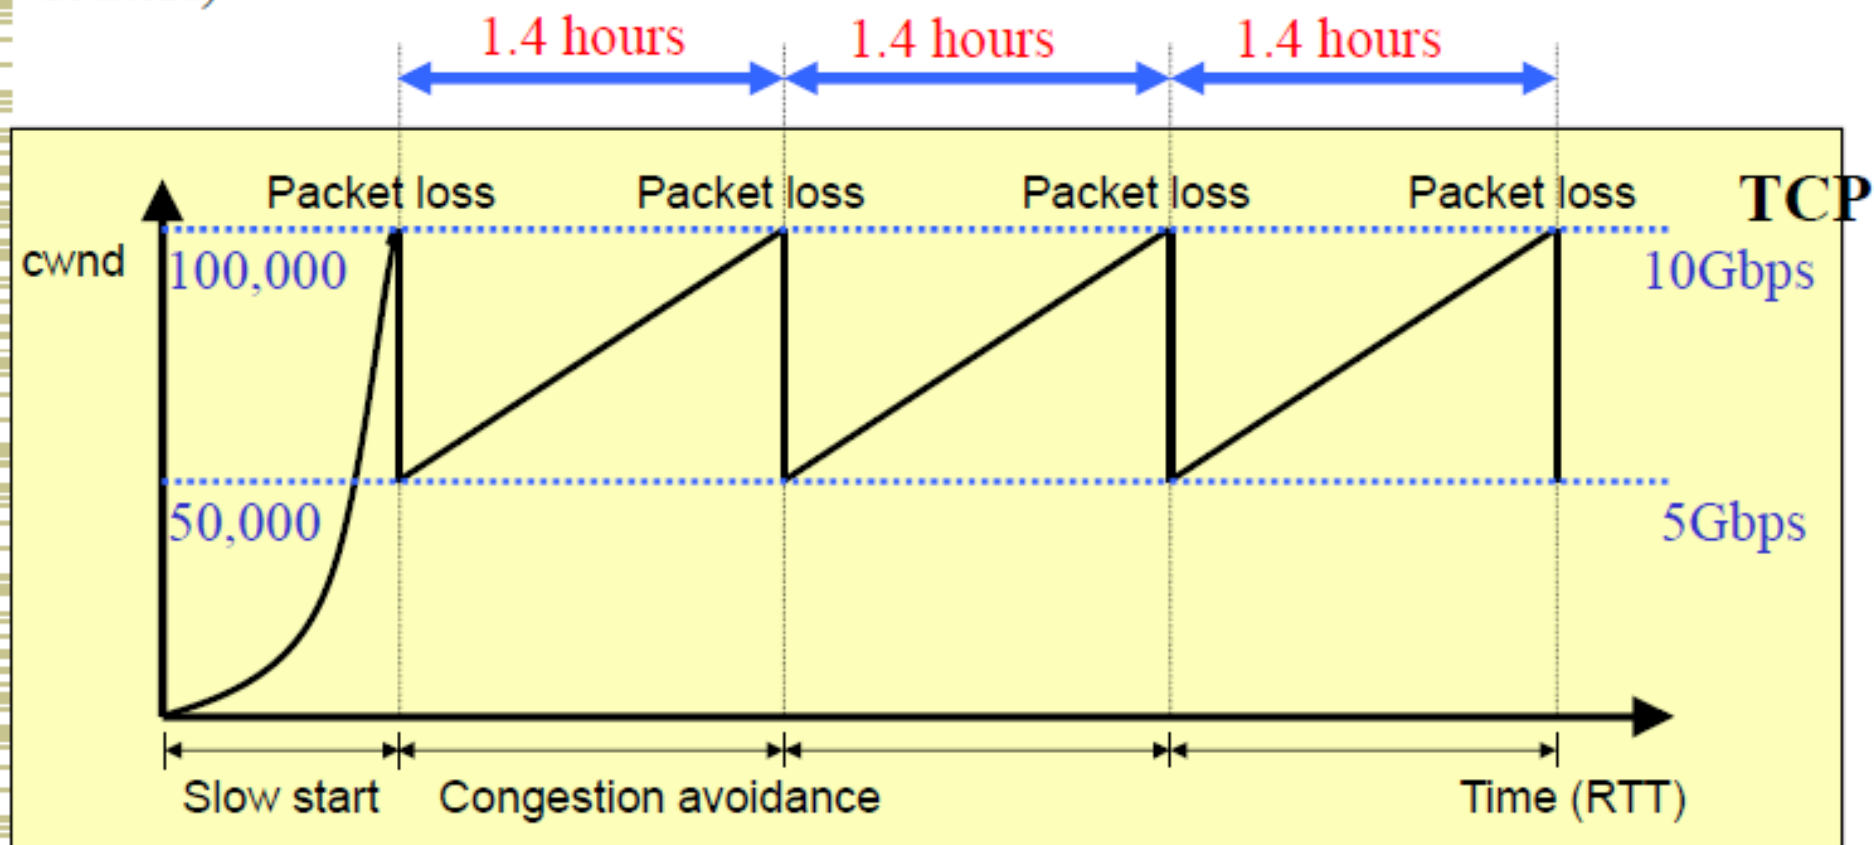 1.4 hours 1.4 hours 1.4 hours
Packet loss Packet loss Packet loss Packet loss TCP
cwnd 100,000 10Gbps
50,000 5Gbps
Slow start Congestion avoidance Time (RTT)